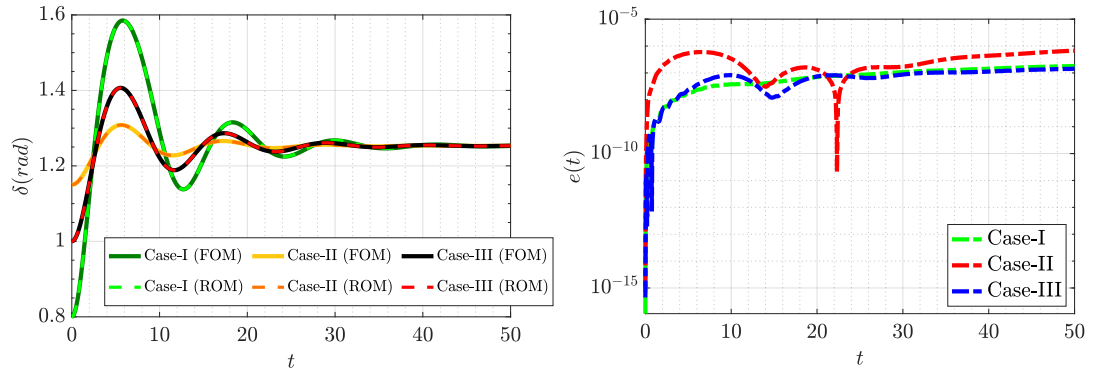 δ(rad)
1.6
1.4
1.2
1
0.8
0
10
20
30
40
50
t
Case-I (FOM)
Case-II (FOM)
Case-III (FOM)
Case-I (ROM)
Case-II (ROM)
Case-III (ROM)
e(t)
10⁻⁵
10⁻¹⁰
10⁻¹⁵
0
10
20
30
40
50
t
Case-I
Case-II
Case-III